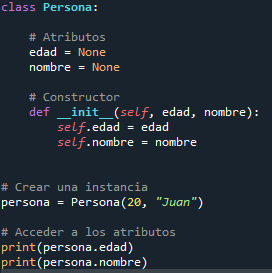 class Persona:
    # Atributos
    edad = None
    nombre = None
    # Constructor
    def __init__(self, edad, nombre):
        self.edad = edad
        self.nombre = nombre
# Crear una instancia
persona = Persona(20, "Juan")
# Acceder a los atributos
print(persona.edad)
print(persona.nombre)